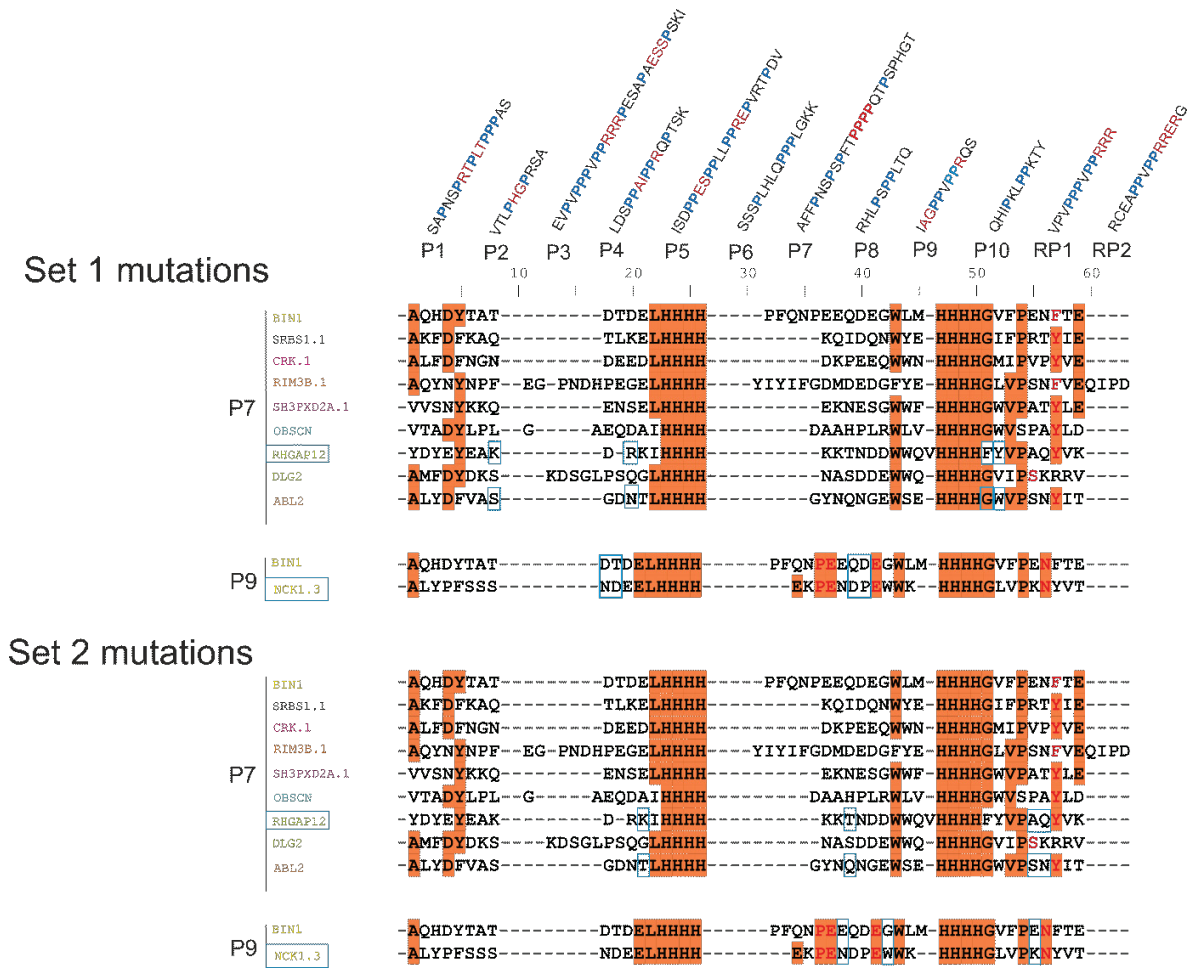 SAPNSPRTPLTPPPAS
VTLPHGPRSA
EVPVPPPVPPRRRPESAPAESSPSKI
LDSPPAIPPRQPTSK
ISDPPESPPLLPPREPVRTPDV
SSSPLHLQPPPLGKK
AFFPNSPSPFTPPPPQTPSPHGT
RHLPSPPLTQ
IAGPPVPPRQS
QHIPKLPPKTY
VPVPPPVPPRRR
RCEAPPVPPRRERG
P1 P2 P3 P4 P5 P6 P7 P8 P9 P10 RP1 RP2
Set 1 mutations
10 20 30 40 50 60
P7
BIN1 AQHDYTAT---------DTDELHHHH-----PFQNPEEQDEGWLM-HHHHGVFPENFTE----
SRBS1.1 AKFDFKAQ---------TLKELHHHH----------KQIDQNWYE-HHHHGIFPRTYIE----
CRK.1 ALFDFNGN---------DEEDLHHHH----------DKPEEQWWN-HHHHGMIPVPYVE----
RIM3B.1 AQYNYNPF--EG-PNDHPEGELHHHH----YIYIFGDMDEDGFYE-HHHHGLVPSNFVEQIPD
SH3PXD2A.1 VVSNYKKQ---------ENSELHHHH----------EKNESGWWF-HHHHGWVPATYLE----
OBSCN VTADYLPL--G-----AEQDAIHHHH---------DAAHPLRWLV-HHHHGWVSPAYLD----
RHGAP12 YDYEYEAK---------D-RKIHHHH----------KKTNDDWWQVHHHHGFYVPAQYVK----
DLG2 AMFDYDKS----KDSGLPSQGLHHHH----------NASDDEWWQ-HHHHGVIPSKRRV----
ABL2 ALYDFVAS---------GDNTLHHHH---------GYNQNGEWSE-HHHHGWVPSNYIT----
P9
BIN1 AQHDYTAT---------DTDELHHHH-----PFQNPEEQDEGWLM-HHHHGVFPENFTE----
NCK1.3 ALYPFSSS---------NDEELHHHH-------EKPENDPEWWK--HHHHGLVPKNYVT----
Set 2 mutations
P7
BIN1 AQHDYTAT---------DTDELHHHH-----PFQNPEEQDEGWLM-HHHHGVFPENFTE----
SRBS1.1 AKFDFKAQ---------TLKELHHHH----------KQIDQNWYE-HHHHGIFPRTYIE----
CRK.1 ALFDFNGN---------DEEDLHHHH----------DKPEEQWWN-HHHHGMIPVPYVE----
RIM3B.1 AQYNYNPF--EG-PNDHPEGELHHHH----YIYIFGDMDEDGFYE-HHHHGLVPSNFVEQIPD
SH3PXD2A.1 VVSNYKKQ---------ENSELHHHH----------EKNESGWWF-HHHHGWVPATYLE----
OBSCN VTADYLPL--G-----AEQDAIHHHH---------DAAHPLRWLV-HHHHGWVSPAYLD----
RHGAP12 YDYEYEAK---------D-RKIHHHH----------KKTNDDWWQVHHHHGFYVPAQYVK----
DLG2 AMFDYDKS----KDSGLPSQGLHHHH----------NASDDEWWQ-HHHHGVIPSKRRV----
ABL2 ALYDFVAS---------GDNTLHHHH---------GYNQNGEWSE-HHHHGWVPSNYIT----
P9
BIN1 AQHDYTAT---------DTDELHHHH-----PFQNPEEQDEGWLM-HHHHGVFPENFTE----
NCK1.3 ALYPFSSS---------NDEELHHHH-------EKPENDPEWWK--HHHHGLVPKNYVT----